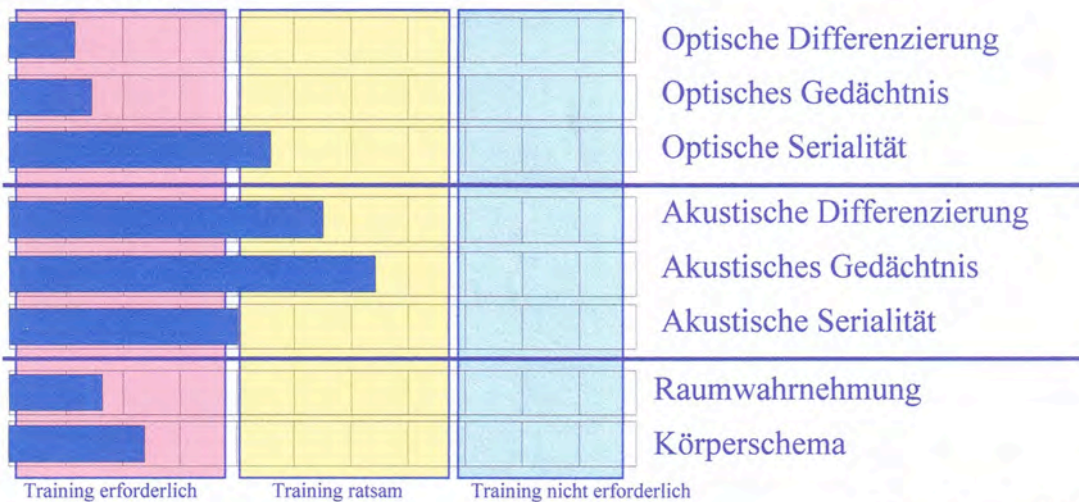 Optische Differenzierung
Optisches Gedächtnis
Optische Serialität
Akustische Differenzierung
Akustisches Gedächtnis
Akustische Serialität
Raumwahrnehmung
Körperschema
Training erforderlich
Training ratsam
Training nicht erforderlich